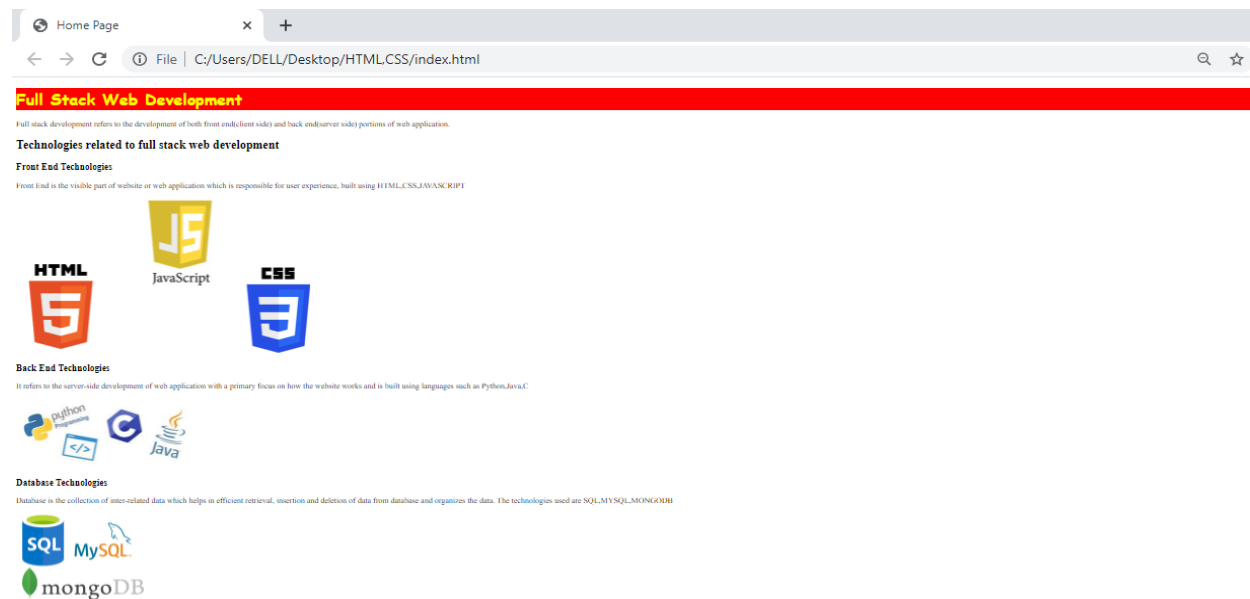 Home Page
File | C:/Users/DELL/Desktop/HTML,CSS/index.html
Full Stack Web Development
Full stack development refers to the development of both front end(client side) and back end(server side) portions of web application.
Technologies related to full stack web development
Front End Technologies
Front End is the visible part of website or web application which is responsible for user experience, built using HTML,CSS,JAVASCRIPT
JS
JavaScript
HTML
5
CSS
3
Back End Technologies
It refers to the server-side development of web application with a primary focus on how the website works and is built using languages such as Python,Java,C
python
Programming
</>
C
Java
Database Technologies
Database is the collection of inter-related data which helps in efficient retrieval, insertion and deletion of data from database and organizes the data. The technologies used are SQL,MYSQL,MONGODB
SQL
MySQL
mongoDB